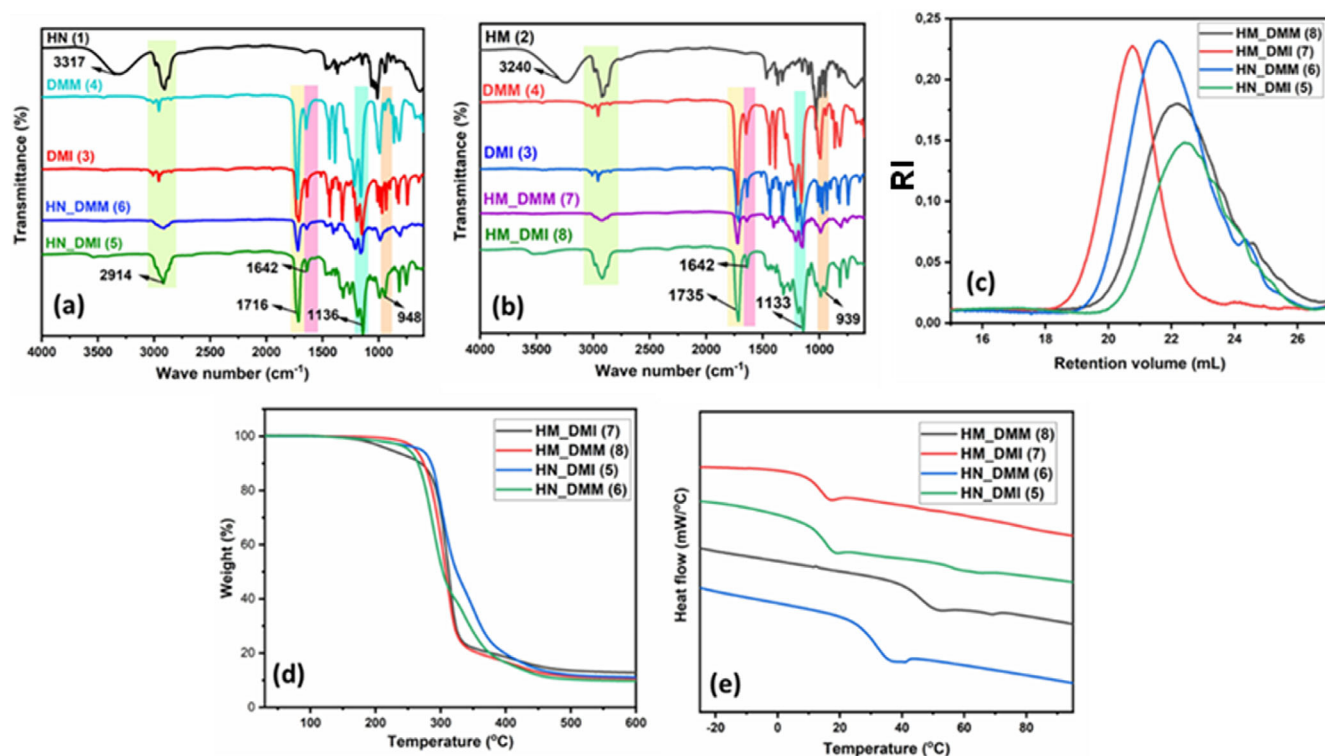 HN (1)
3317
DMM (4)
DMI (3)
HN_DMM (6)
HN_DMI (5)
2914
1642
1716
1136
948
(a)
Transmittance (%)
4000
3000
2500
2000
1500
1000
Wave number (cm-1)
HM (2)
3240
DMM (4)
DMI (3)
HM_DMM (7)
HM_DMI (8)
1642
1735
1133
939
(b)
Transmittance (%)
4000
3000
2500
2000
1500
1000
Wave number (cm-1)
0,25
0,20
0,15
0,10
0,05
0,00
RI
HM_DMM (8)
HM_DMI (7)
HN_DMM (6)
HN_DMI (5)
(c)
16 18 20 22 24 26
Retention volume (mL)
100
80
60
40
20
0
Weight (%)
HM_DMI (7)
HM_DMM (8)
HN_DMI (5)
HN_DMM (6)
(d)
100 200 300 400 500 600
Temperature (oC)
Heat flow (mW/oC)
HM_DMM (8)
HM_DMI (7)
HN_DMM (6)
HN_DMI (5)
(e)
-20 0 20 40 60 80
Temperature (oC)